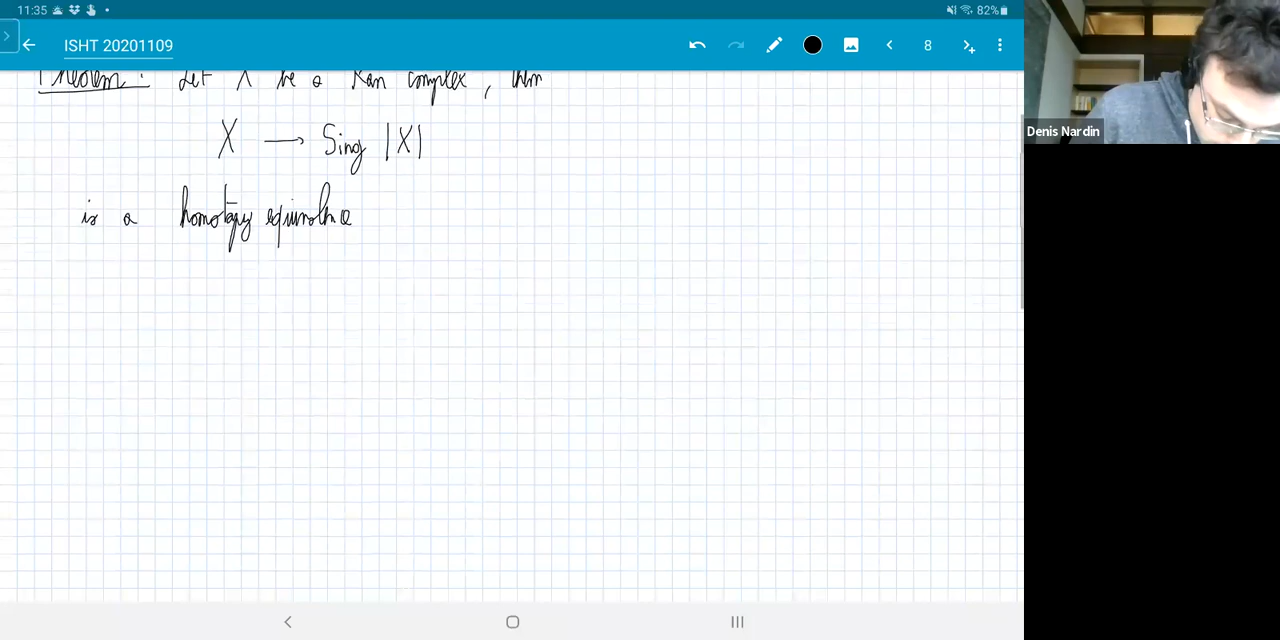 11:35
82%
ISHT 20201109
8
Denis Nardin
Theorem: Let X be a Kan complex, then
X → Sing |X|
is a homotopy equivalence